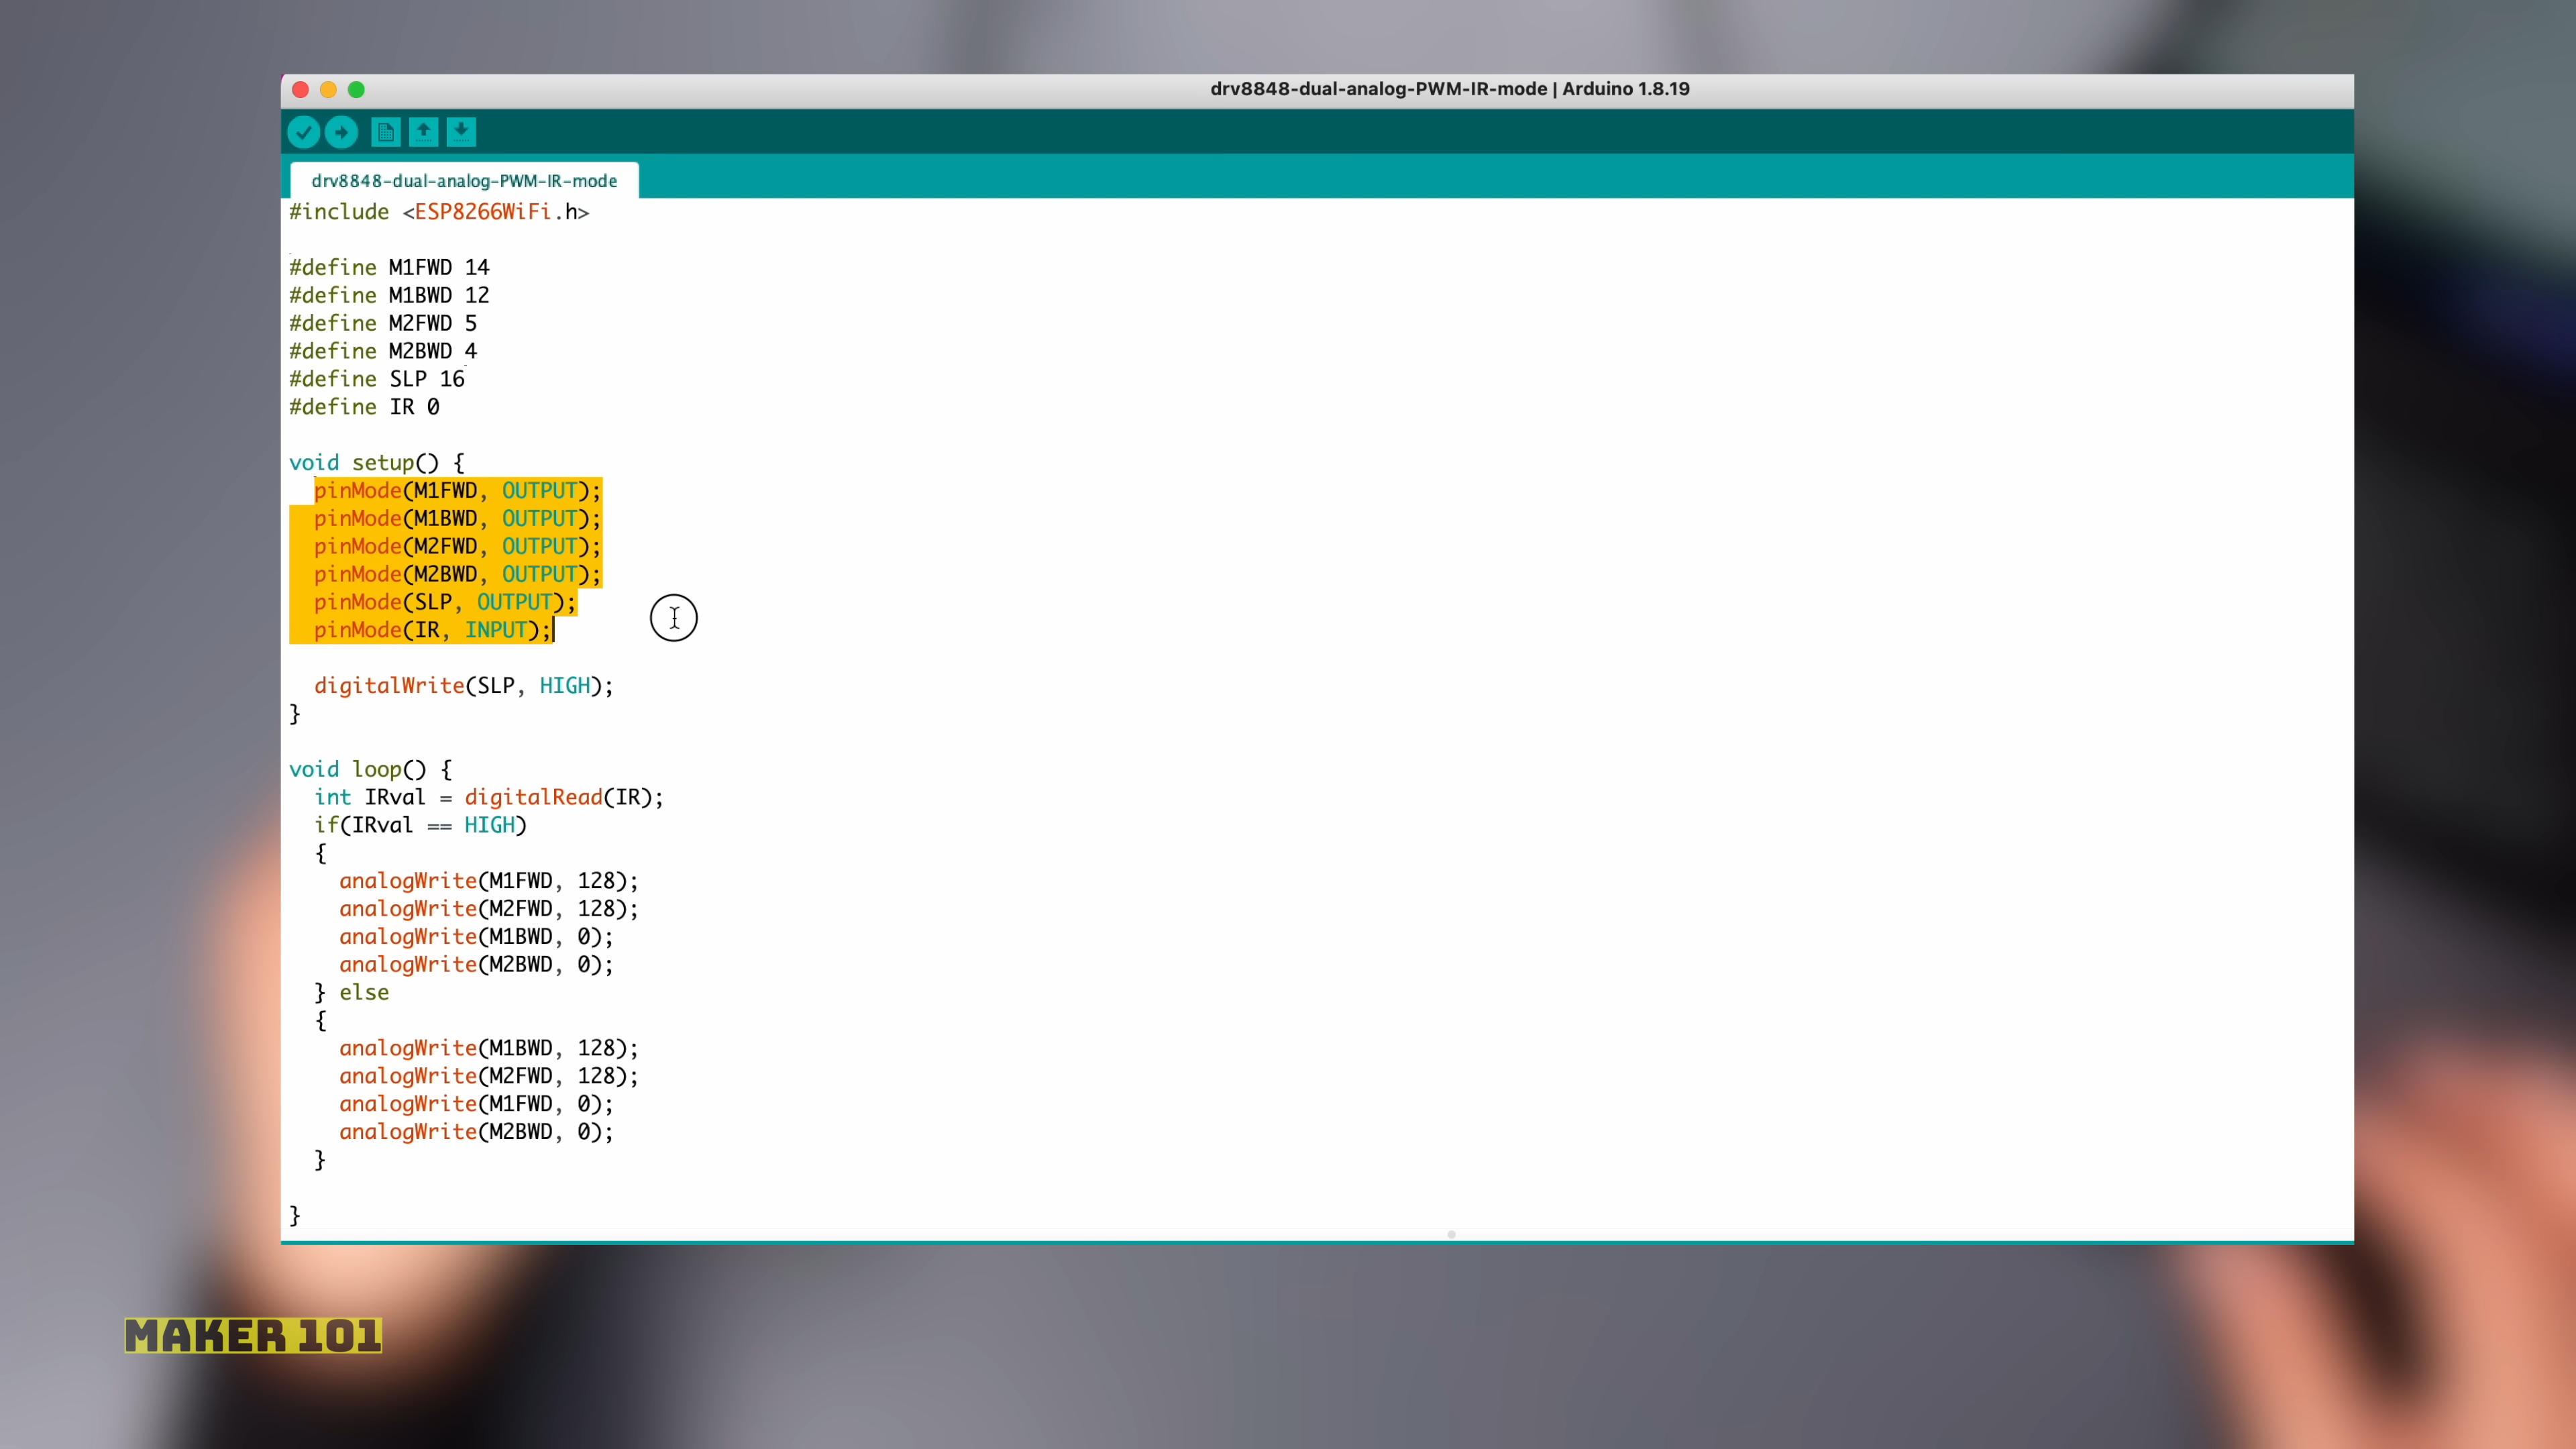 drv8848-dual-analog-PWM-IR-mode | Arduino 1.8.19
drv8848-dual-analog-PWM-IR-mode
#include <ESP8266WiFi.h>
#define M1FWD 14
#define M1BWD 12
#define M2FWD 5
#define M2BWD 4
#define SLP 16
#define IR 0
void setup() {
  pinMode(M1FWD, OUTPUT);
  pinMode(M1BWD, OUTPUT);
  pinMode(M2FWD, OUTPUT);
  pinMode(M2BWD, OUTPUT);
  pinMode(SLP, OUTPUT);
  pinMode(IR, INPUT);
  digitalWrite(SLP, HIGH);
}
void loop() {
  int IRval = digitalRead(IR);
  if(IRval == HIGH)
  {
    analogWrite(M1FWD, 128);
    analogWrite(M2FWD, 128);
    analogWrite(M1BWD, 0);
    analogWrite(M2BWD, 0);
  } else
  {
    analogWrite(M1BWD, 128);
    analogWrite(M2FWD, 128);
    analogWrite(M1FWD, 0);
    analogWrite(M2BWD, 0);
  }
}
MAKER 101